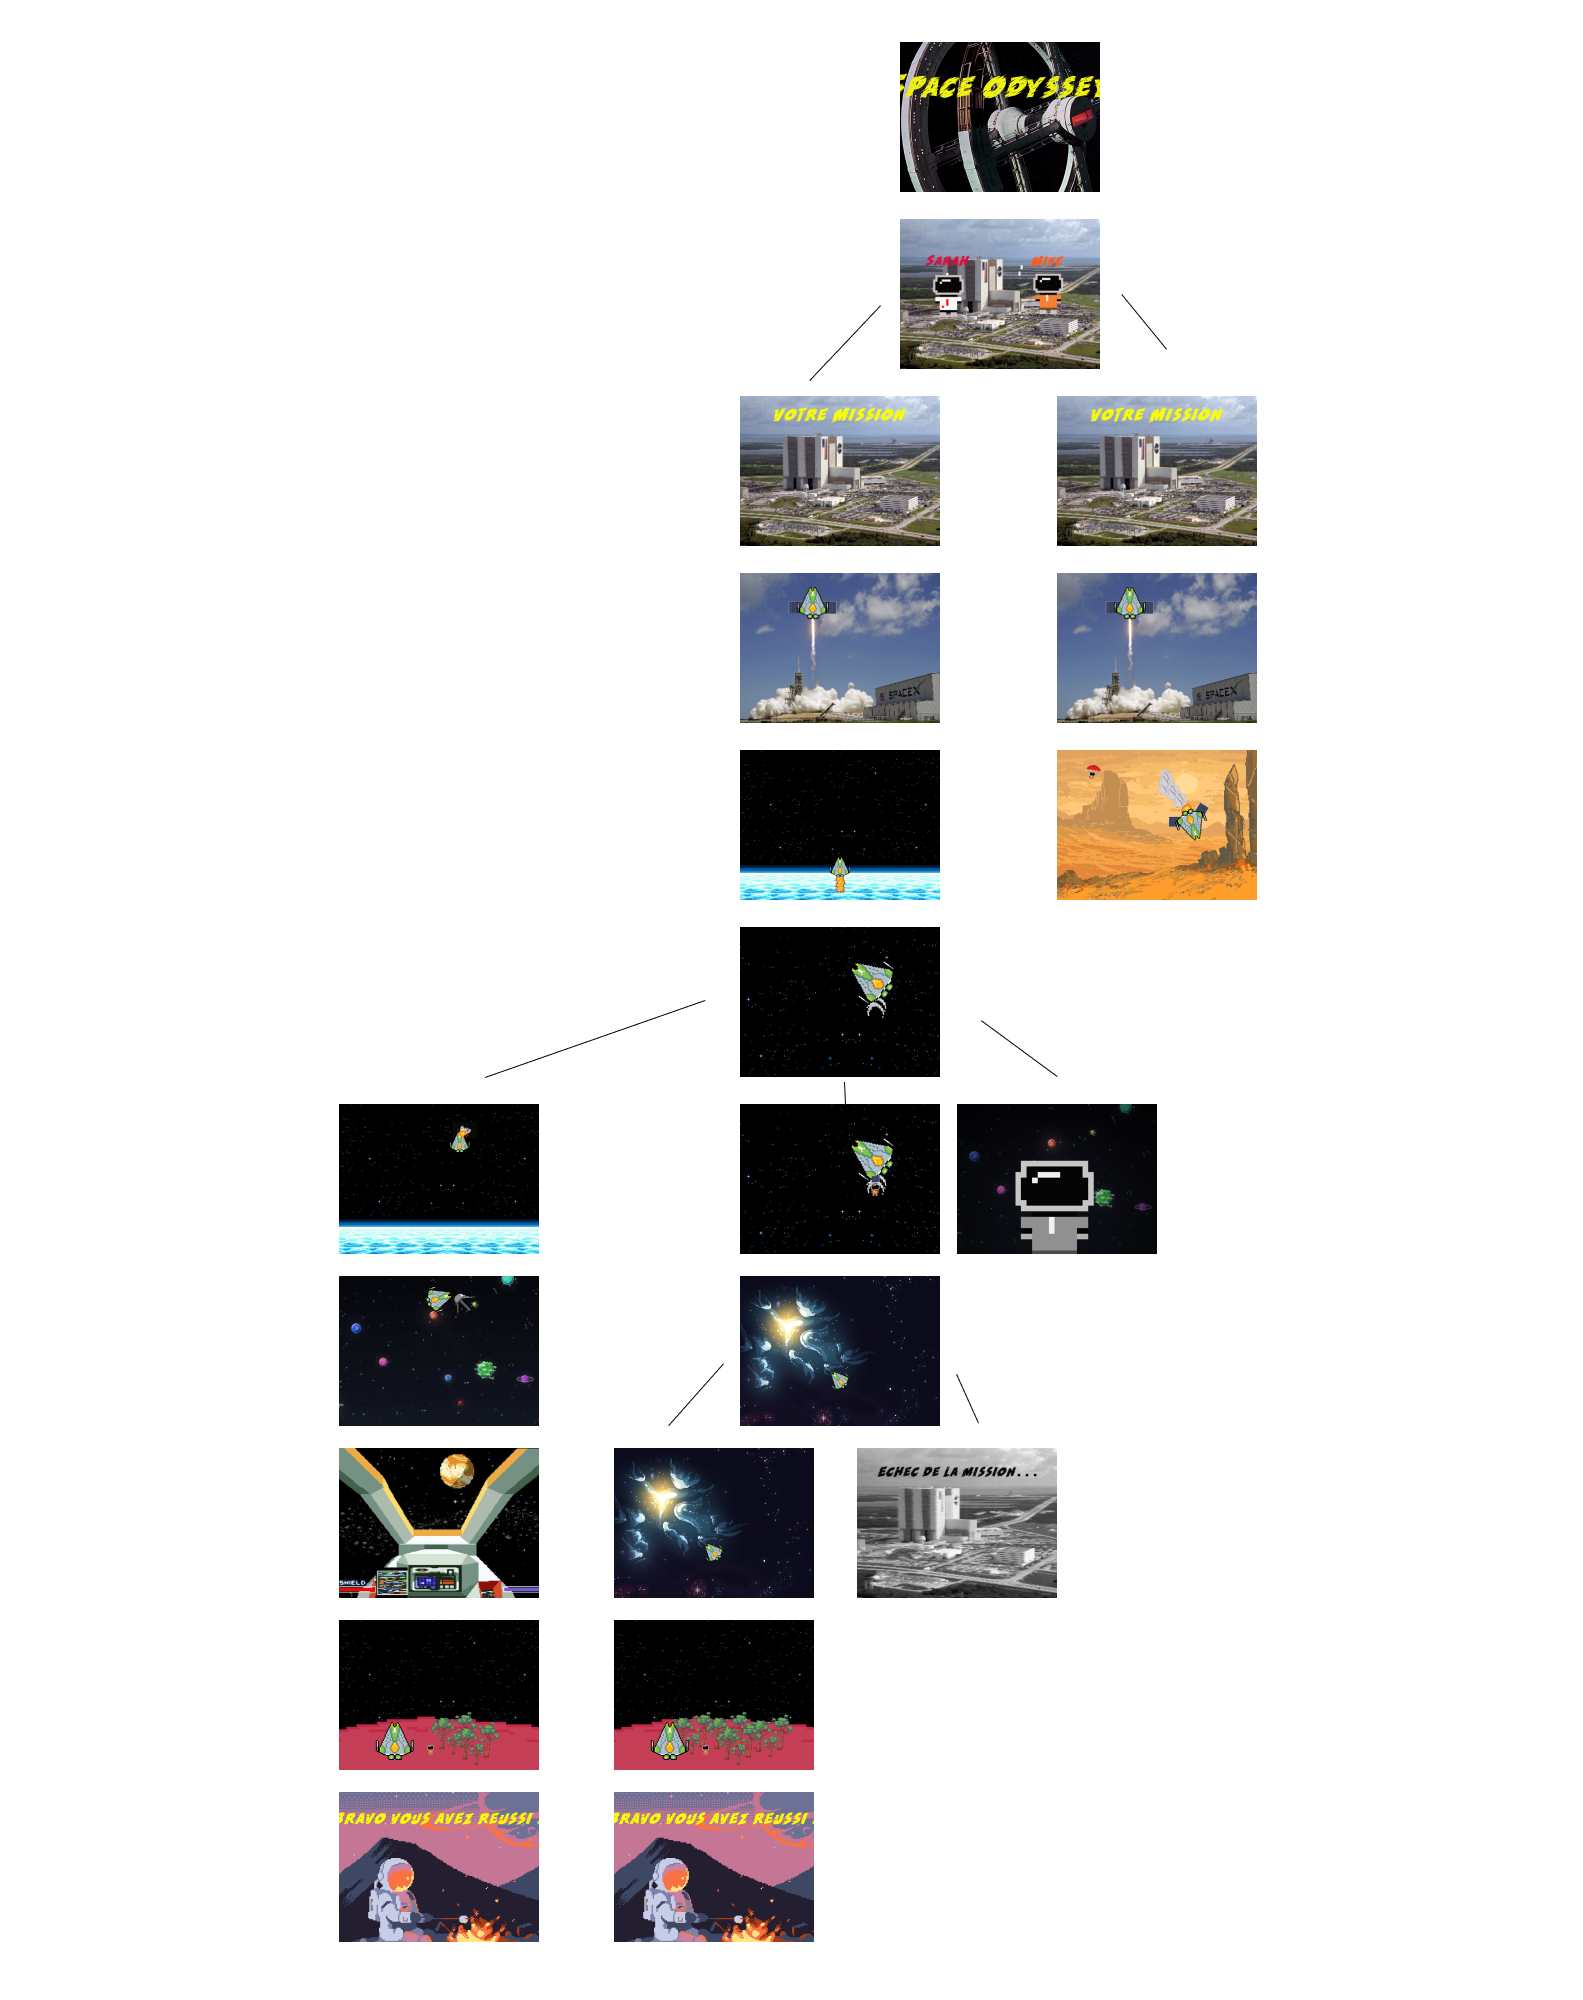 SPACE ODYSSEY
SARAH
MIKE
VOTRE MISSION
VOTRE MISSION
SPACEX
SPACEX
ECHEC DE LA MISSION...
SHIELD
BRAVO VOUS AVEZ REUSSI
BRAVO VOUS AVEZ REUSSI